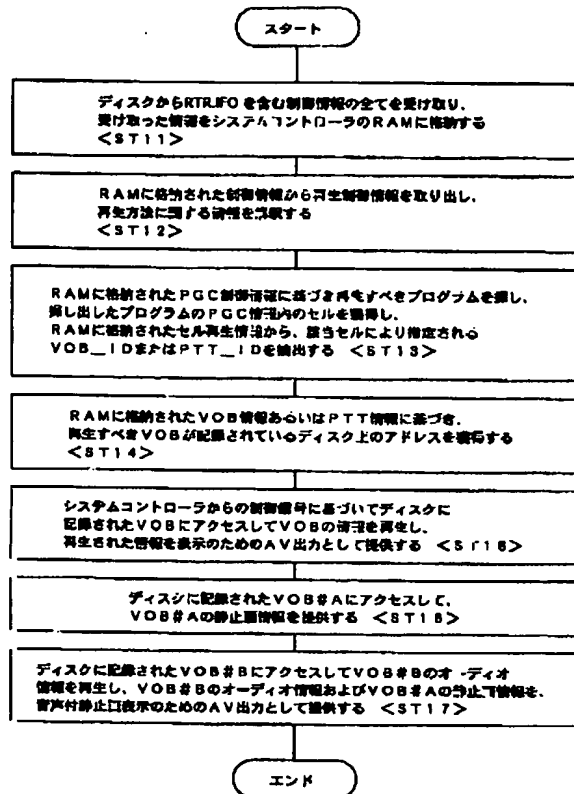 スタート
ディスクからRTR.IFOを含む制御情報の全てを受け取り、
受け取った情報をシステムコントローラのRAMに格納する
<ST11>
RAMに格納された制御情報から再生制御情報を取り出し、
再生方法に関する情報を
<ST12>
RAMに格納されたPGC制御情報に基づき再生すべきプログラムを探し、
探し出したプログラムのPGC情報内のセルを獲得し、
RAMに格納されたセル再生情報から、該当セルにより指定される
VOB_IDまたはPTT_IDを検出する <ST13>
RAMに格納されたVOB情報あるいはPTT情報に基づき、
再生すべきVOBが記録されているディスク上のアドレスを獲得する
<ST14>
システムコントローラからの制御信号に基づいてディスクに
記録されたVOBにアクセスしてVOBの情報を再生し、
再生された情報を表示のためのAV出力として提供する
ディスクに記録されたVOB#Aにアクセスして、
VOB#Aの静止画情報を提供する
ディスクに記録されたVOB#BにアクセスしてVOB#Bのオーディオ
情報を再生し、VOB#Bのオーディオ情報およびVOB#Aの静止画情報を、
音声付静止画表示のためのAV出力として提供する <ST17>
エンド